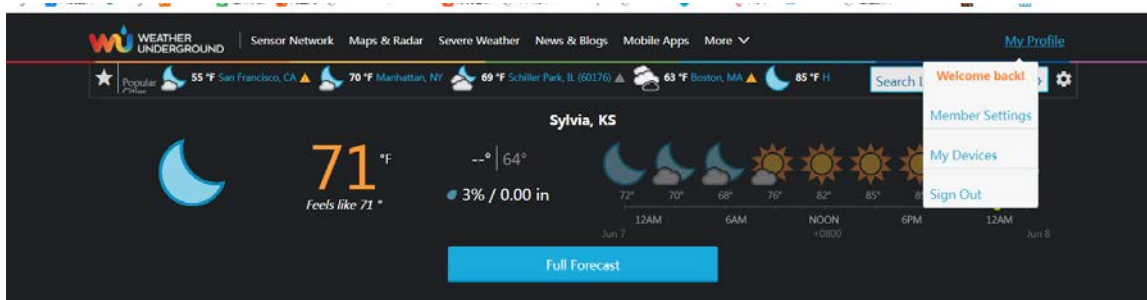 WEATHER UNDERGROUND
Sensor Network Maps & Radar Severe Weather News & Blogs Mobile Apps More My Profile
Popular Cities 55 °F San Francisco, CA 70 °F Manhattan, NY 69 °F Schiller Park, IL (60176) 63 °F Boston, MA 85 °F H
Search L
Welcome back!
Member Settings
My Devices
Sign Out
Sylvia, KS
71 °F
Feels like 71 °
--° | 64°
3% / 0.00 in
72° 70° 68° 76° 82° 85°
12AM 6AM NOON 6PM 12AM
Jun 7 +0800 Jun 8
Full Forecast